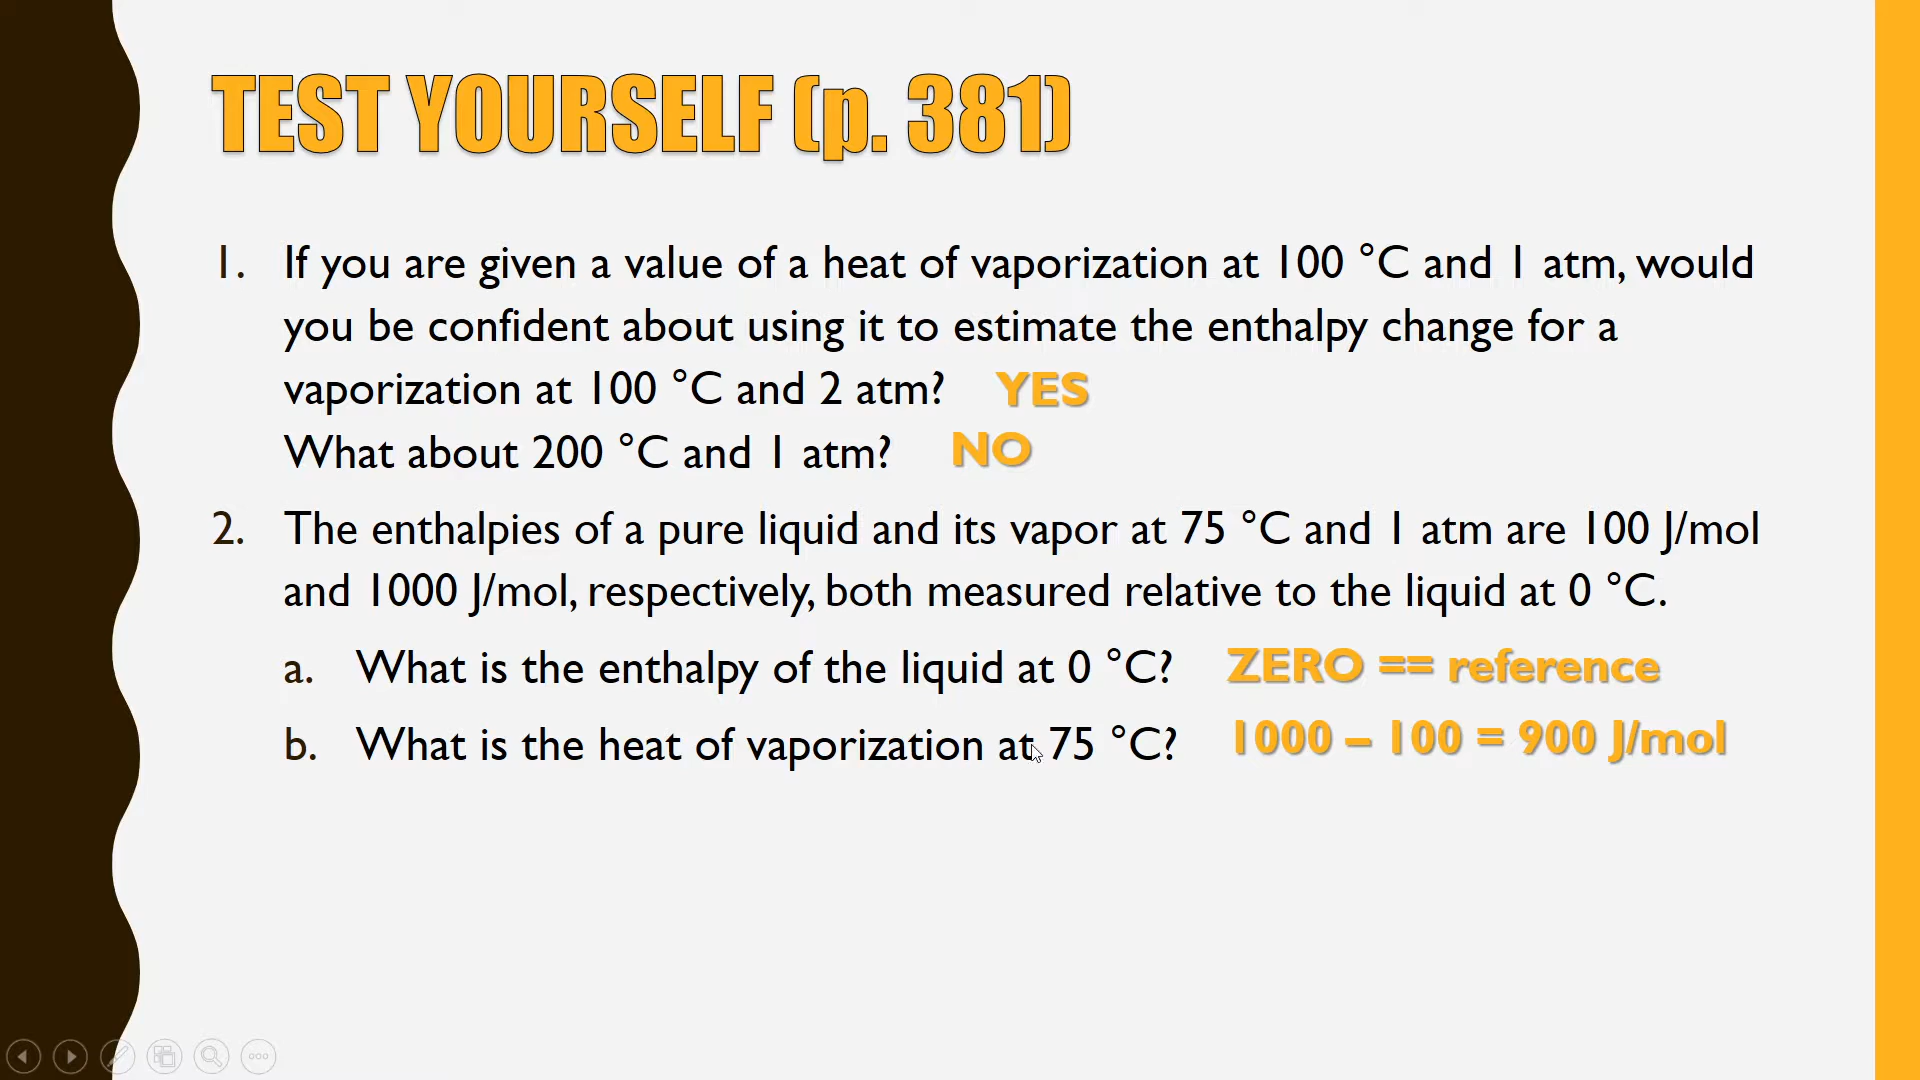 TEST YOURSELF (p. 381)
1. If you are given a value of a heat of vaporization at 100 °C and 1 atm, would
you be confident about using it to estimate the enthalpy change for a
vaporization at 100 °C and 2 atm? YES
What about 200 °C and 1 atm? NO
2. The enthalpies of a pure liquid and its vapor at 75 °C and 1 atm are 100 J/mol
and 1000 J/mol, respectively, both measured relative to the liquid at 0 °C.
a. What is the enthalpy of the liquid at 0 °C? ZERO == reference
b. What is the heat of vaporization at 75 °C? 1000 – 100 = 900 J/mol